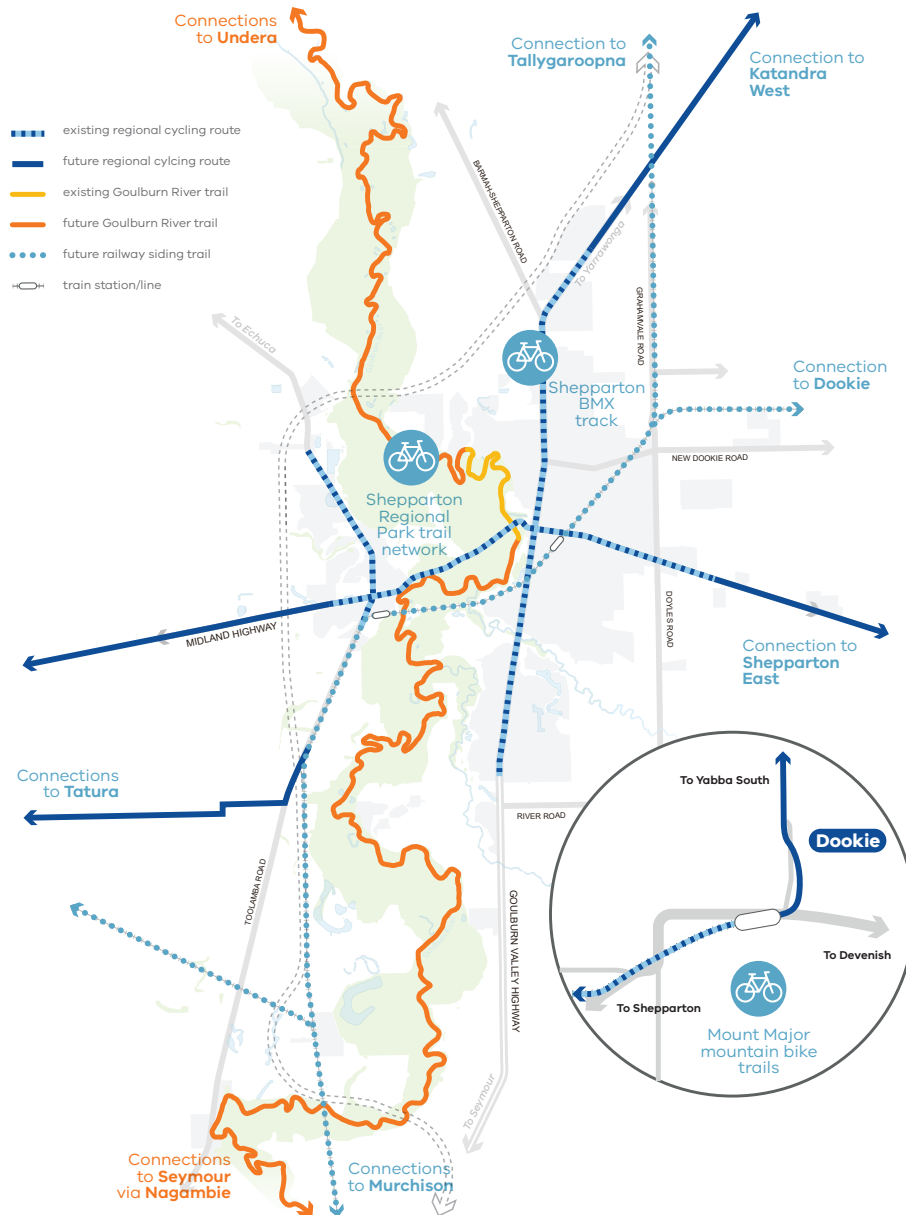 Connections
to Undera
Connection to
Tallygaroopna
Connection to
Katandra
West
existing regional cycling route
future regional cylcing route
existing Goulburn River trail
future Goulburn River trail
future railway siding trail
train station/line
BARMAH-SHEPPARTON ROAD
To Yarrawonga
GRAHAMVALE ROAD
To Echuca
Shepparton
BMX
track
Connection
to Dookie
NEW DOOKIE ROAD
Shepparton
Regional
Park trail
network
MIDLAND HIGHWAY
DOYLES ROAD
Connection to
Shepparton
East
Connections
to Tatura
RIVER ROAD
To Yabba South
Dookie
To Devenish
To Shepparton
Mount Major
mountain bike
trails
TOOLAMBA ROAD
GOULBURN VALLEY HIGHWAY
To Seymour
Connections
to Seymour
via Nagambie
Connections
to Murchison